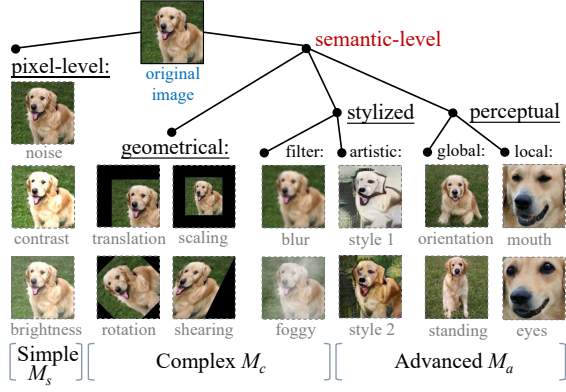 semantic-level
pixel-level:
original
image
stylized
perceptual
geometrical:
filter:
artistic:
global:
local:
noise
contrast
translation
scaling
blur
style 1
orientation
mouth
brightness
rotation
shearing
foggy
style 2
standing
eyes
Simple
Mₛ
Complex M_c
Advanced Mₐ